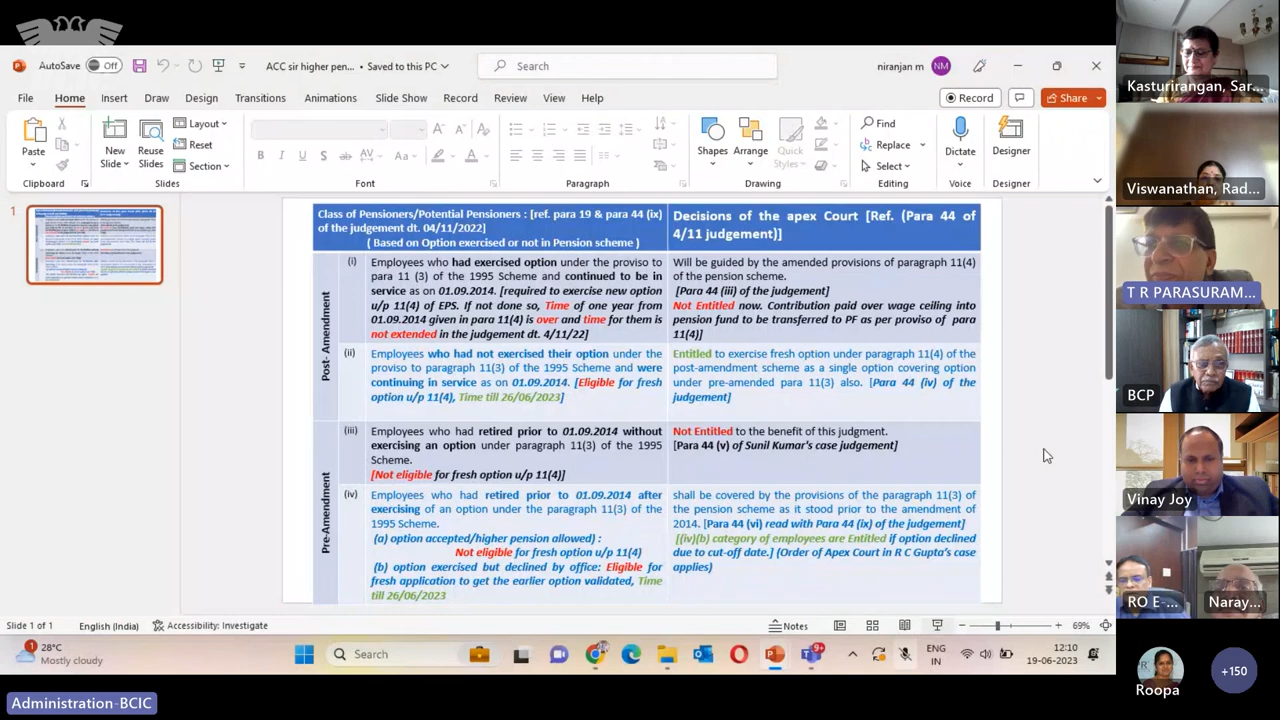 AutoSave Off
ACC sir higher pen... • Saved to this PC
Search
niranjan m NM
File Home Insert Draw Design Transitions Animations Slide Show Record Review View Help
Record Share
Paste
New Slide
Reuse Slides
Layout
Reset
Section
B I U S ab AV Aa A
Shapes
Arrange
Quick Styles
Find
Replace
Select
Dictate
Designer
Clipboard Slides Font Paragraph Drawing Editing Voice Designer
1
Class of Pensioners/Potential Pensioners : [ref. para 19 & para 44 (ix)
of the judgement dt. 04/11/2022]
( Based on Option exercised or not in Pension scheme )
Decisions of the apex Court [Ref. (Para 44 of
4/11 judgement)]
Post- Amendment
(i)
Employees who had exercised option under the proviso to
para 11 (3) of the 1995 Scheme and continued to be in
service as on 01.09.2014. [required to exercise new option
u/p 11(4) of EPS. If not done so, Time of one year from
01.09.2014 given in para 11(4) is over and time for them is
not extended in the judgement dt. 4/11/22]
Will be guided by the amended provisions of paragraph 11(4)
of the pension scheme.
[Para 44 (iii) of the judgement]
Not Entitled now. Contribution paid over wage ceiling into
pension fund to be transferred to PF as per proviso of para
11(4)]
(ii)
Employees who had not exercised their option under the
proviso to paragraph 11(3) of the 1995 Scheme and were
continuing in service as on 01.09.2014. [Eligible for fresh
option u/p 11(4), Time till 26/06/2023]
Entitled to exercise fresh option under paragraph 11(4) of the
post-amendment scheme as a single option covering option
under pre-amended para 11(3) also. [Para 44 (iv) of the
judgement]
Pre-Amendment
(iii)
Employees who had retired prior to 01.09.2014 without
exercising an option under paragraph 11(3) of the 1995
Scheme.
[Not eligible for fresh option u/p 11(4)]
Not Entitled to the benefit of this judgment.
[Para 44 (v) of Sunil Kumar's case judgement]
(iv)
Employees who had retired prior to 01.09.2014 after
exercising of an option under the paragraph 11(3) of the
1995 Scheme.
(a) option accepted/higher pension allowed) :
Not eligible for fresh option u/p 11(4)
(b) option exercised but declined by office: Eligible for
fresh application to get the earlier option validated, Time
till 26/06/2023
shall be covered by the provisions of the paragraph 11(3) of
the pension scheme as it stood prior to the amendment of
2014. [Para 44 (vi) read with Para 44 (ix) of the judgement]
[(iv)(b) category of employees are Entitled if option declined
due to cut-off date.] (Order of Apex Court in R C Gupta's case
applies)
Slide 1 of 1 English (India) Accessibility: Investigate Notes 69%
1
28°C
Mostly cloudy
Search
9+
ENG
IN
12:10
19-06-2023
Administration-BCIC
Kasturirangan, Sar...
Viswanathan, Rad...
T R PARASURAM...
BCP
Vinay Joy
RO E-...
Naray...
Roopa
+150